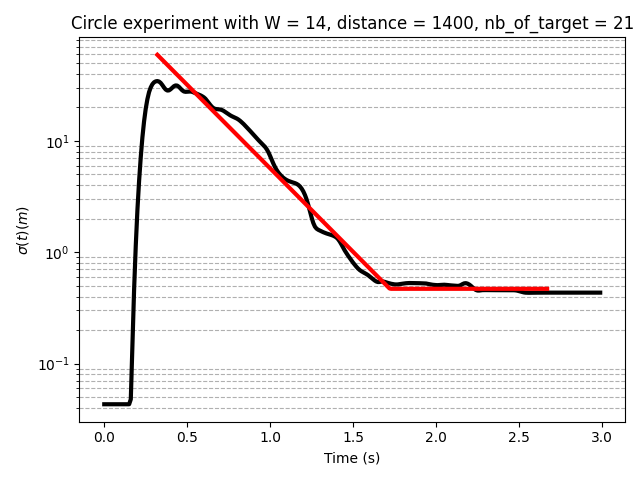 Circle experiment with W = 14, distance = 1400, nb_of_target = 21
σ(t)(m)
10¹
10⁰
10⁻¹
0.0 0.5 1.0 1.5 2.0 2.5 3.0
Time (s)